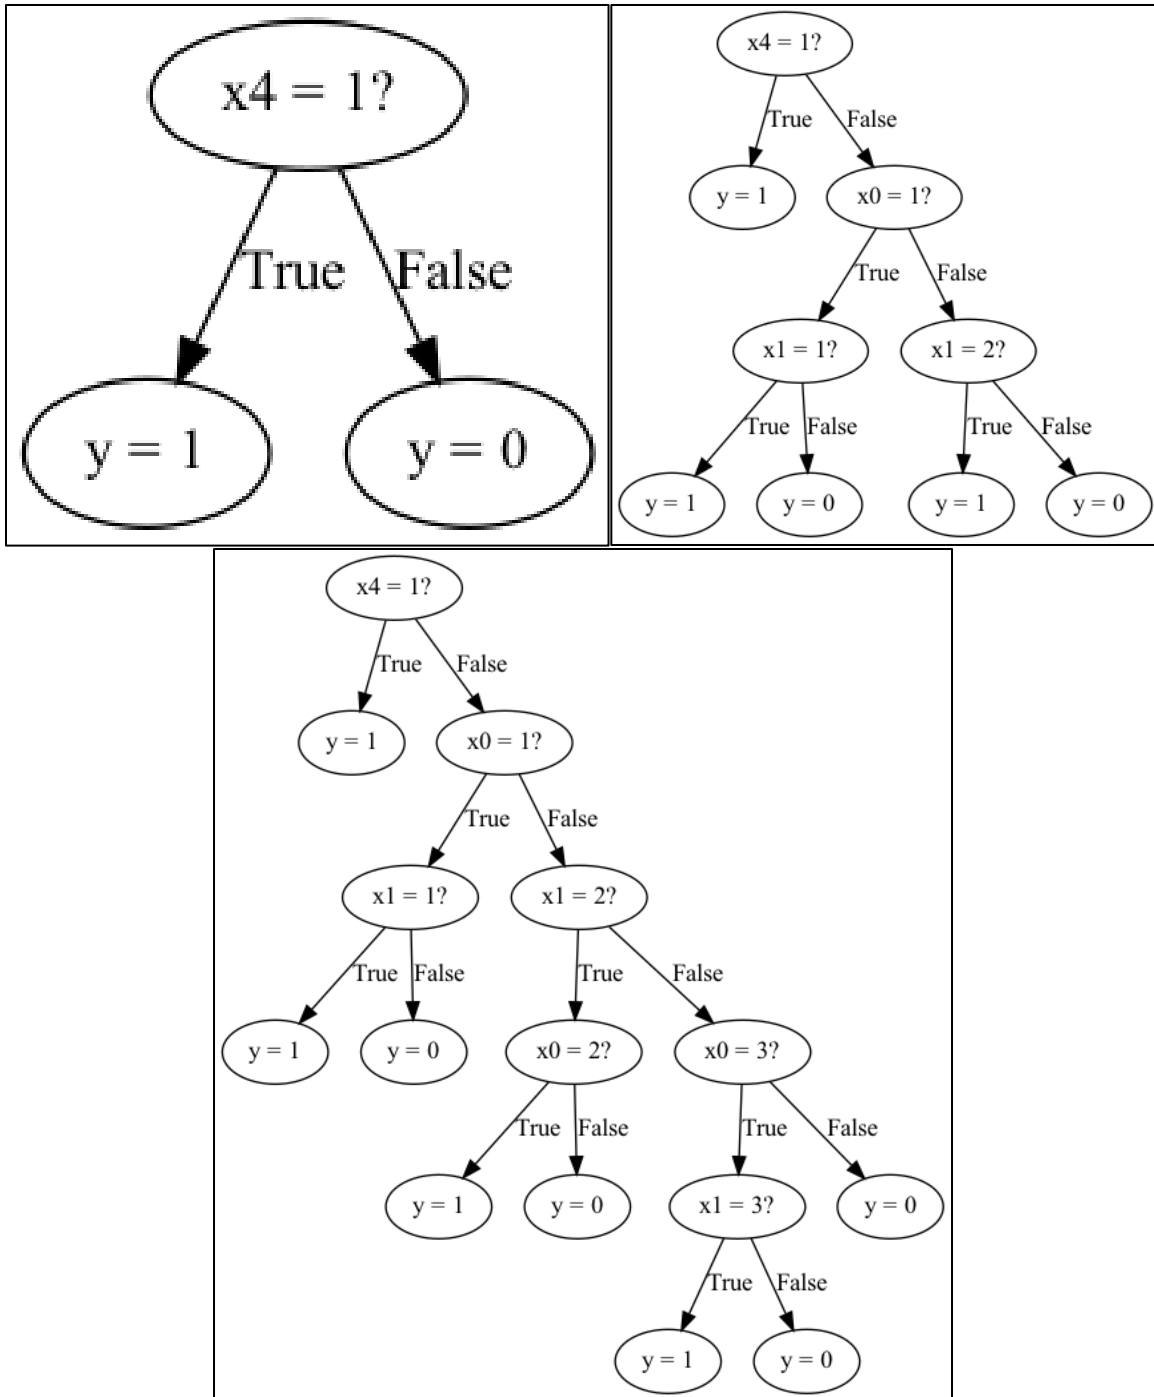 x4 = 1?
True False
y = 1 y = 0
x4 = 1?
True False
y = 1 x0 = 1?
True False
x1 = 1? x1 = 2?
True False True False
y = 1 y = 0 y = 1 y = 0
x4 = 1?
True False
y = 1 x0 = 1?
True False
x1 = 1? x1 = 2?
True False True False
y = 1 y = 0 x0 = 2? x0 = 3?
True False True False
y = 1 y = 0 x1 = 3? y = 0
True False
y = 1 y = 0